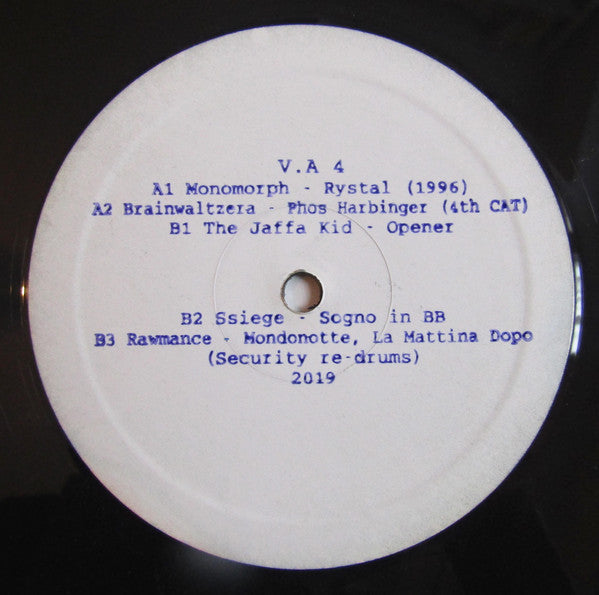 V.A 4
A1 Monomorph - Rystal (1996)
A2 Brainwaltzera - Phos Harbinger (4th CAT)
B1 The Jaffa Kid - Opener
B2 Ssiege - Sogno in BB
B3 Rawmance - Mondonotte, La Mattina Dopo
(Security re-drums)
2019